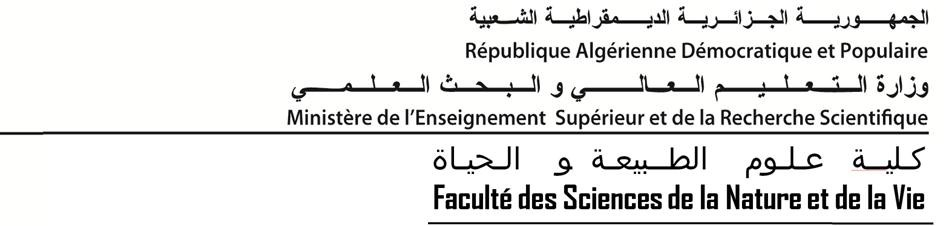 الجمهورية الجزائرية الديمقراطية الشعبية
République Algérienne Démocratique et Populaire
وزارة التعليم العالي و البحث العلمي
Ministère de l'Enseignement Supérieur et de la Recherche Scientifique
كلية علوم الطبيعة و الحياة
Faculté des Sciences de la Nature et de la Vie